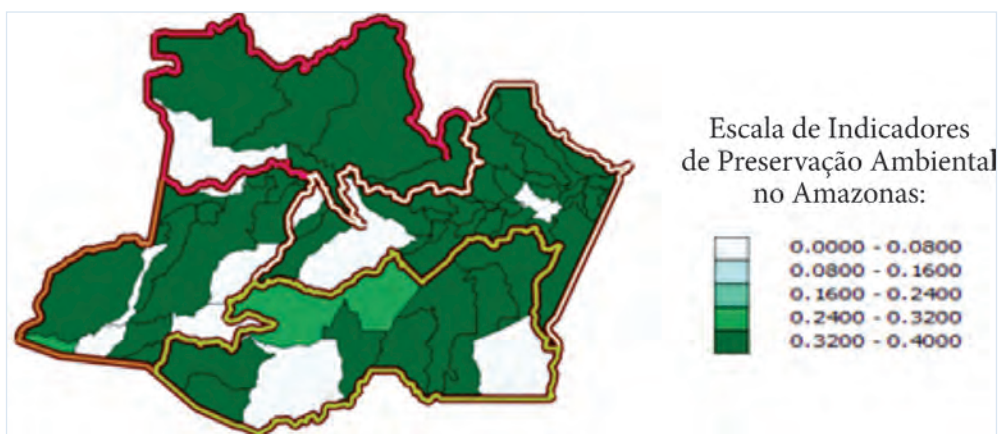 Escala de Indicadores
de Preservação Ambiental
no Amazonas:
0.0000 - 0.0800
0.0800 - 0.1600
0.1600 - 0.2400
0.2400 - 0.3200
0.3200 - 0.4000